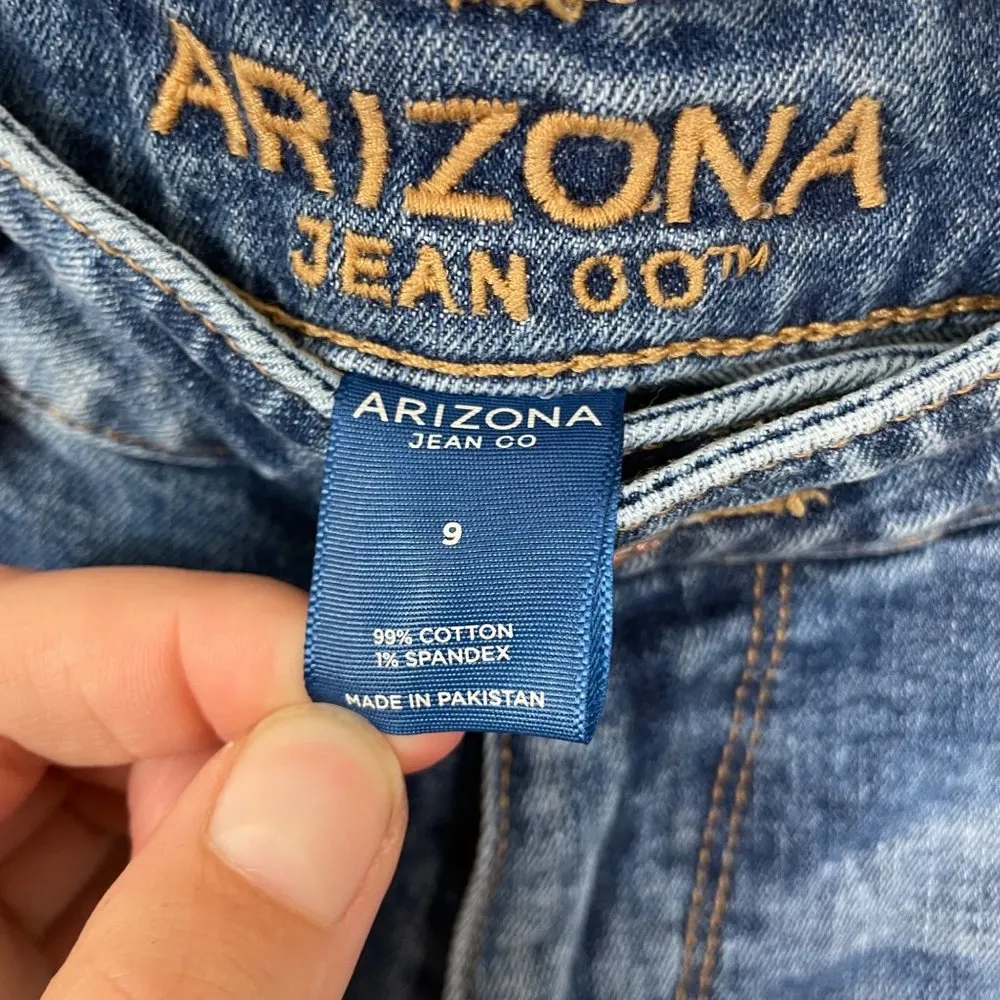 ARIZONA
JEAN CO™
ARIZONA
JEAN CO
9
99% COTTON
1% SPANDEX
MADE IN PAKISTAN